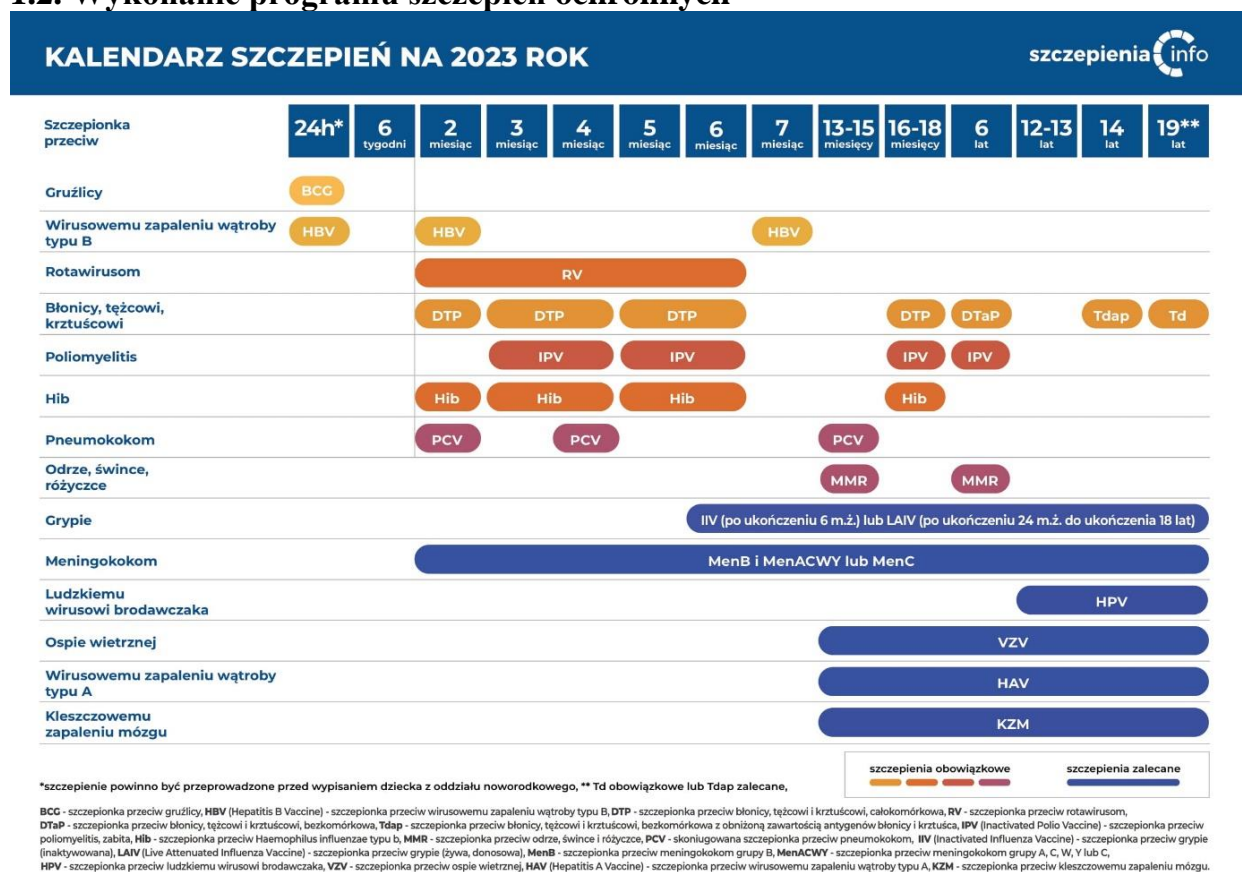 1.2. Wykonanie programu szczepień ochronnych
KALENDARZ SZCZEPIEŃ NA 2023 ROK
szczepienia info
Szczepionka
przeciw
24h*
6
tygodni
2
miesiąc
3
miesiąc
4
miesiąc
5
miesiąc
6
miesiąc
7
miesiąc
13-15
miesięcy
16-18
miesięcy
6
lat
12-13
lat
14
lat
19**
lat
Gruźlicy
BCG
Wirusowemu zapaleniu wątroby
typu B
HBV HBV HBV
Rotawirusom
RV
Błonicy, tężcowi,
krztuścowi
DTP DTP DTP DTP DTaP Tdap Td
Poliomyelitis
IPV IPV IPV IPV
Hib
Hib Hib Hib Hib
Pneumokokom
PCV PCV PCV
Odrze, śwince,
różyczce
MMR MMR
Grypie
IIV (po ukończeniu 6 m.ż.) lub LAIV (po ukończeniu 24 m.ż. do ukończenia 18 lat)
Meningokokom
MenB i MenACWY lub MenC
Ludzkiemu
wirusowi brodawczaka
HPV
Ospie wietrznej
VZV
Wirusowemu zapaleniu wątroby
typu A
HAV
Kleszczowemu
zapaleniu mózgu
KZM
szczepienia obowiązkowe szczepienia zalecane
*szczepienie powinno być przeprowadzone przed wypisaniem dziecka z oddziału noworodkowego, ** Td obowiązkowe lub Tdap zalecane,
BCG - szczepionka przeciw gruźlicy, HBV (Hepatitis B Vaccine) - szczepionka przeciw wirusowemu zapaleniu wątroby typu B, DTP - szczepionka przeciw błonicy, tężcowi i krztuścowi, całokomórkowa, RV - szczepionka przeciw rotawirusom,
DTaP - szczepionka przeciw błonicy, tężcowi i krztuścowi, bezkomórkowa, Tdap - szczepionka przeciw błonicy, tężcowi i krztuścowi, bezkomórkowa z obniżoną zawartością antygenów błonicy i krztuśca, IPV (Inactivated Polio Vaccine) - szczepionka przeciw
poliomyelitis, zabita, Hib - szczepionka przeciw Haemophilus influenzae typu b, MMR - szczepionka przeciw odrze, śwince i różyczce, PCV - skoniugowana szczepionka przeciw pneumokokom, IIV (Inactivated Influenza Vaccine) - szczepionka przeciw grypie
(inaktywowana), LAIV (Live Attenuated Influenza Vaccine) - szczepionka przeciw grypie (żywa, donosowa), MenB - szczepionka przeciw meningokokom grupy B, MenACWY - szczepionka przeciw meningokokom grupy A, C, W, Y lub C,
HPV - szczepionka przeciw ludzkiemu wirusowi brodawczaka, VZV - szczepionka przeciw ospie wietrznej, HAV (Hepatitis A Vaccine) - szczepionka przeciw wirusowemu zapaleniu wątroby typu A, KZM - szczepionka przeciw kleszczowemu zapaleniu mózgu.